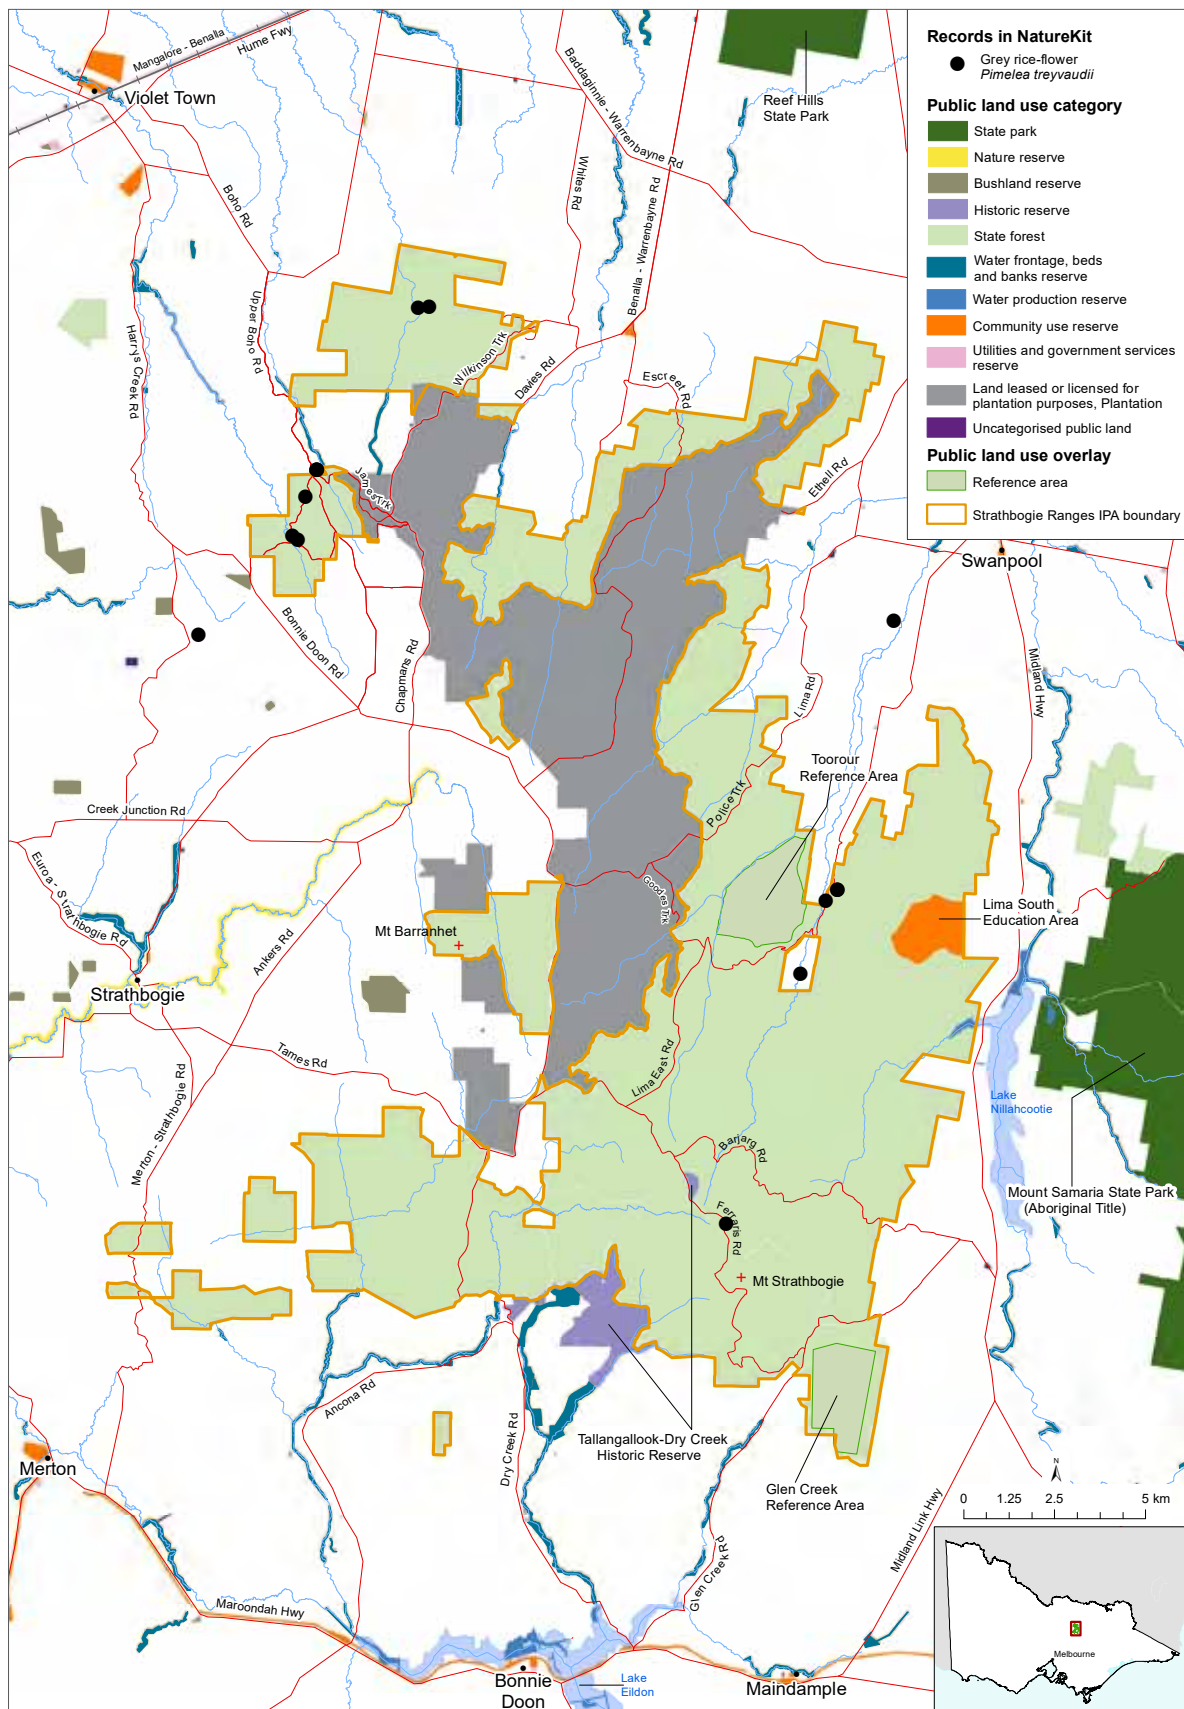 Records in NatureKit
Grey rice-flower
Pimelea treyvaudii
Public land use category
State park
Nature reserve
Bushland reserve
Historic reserve
State forest
Water frontage, beds
and banks reserve
Water production reserve
Community use reserve
Utilities and government services
reserve
Land leased or licensed for
plantation purposes, Plantation
Uncategorised public land
Public land use overlay
Reference area
Strathbogie Ranges IPA boundary
Mangalore - Benalla
Hume Fwy
Violet Town
Baddaginnie - Warrenbayne Rd
Reef Hills
State Park
Whites Rd
Boho Rd
Benalla - Warrenbayne Rd
Upper Boho Rd
Harrys Creek Rd
Wilkinson Trk
Davies Rd
Escreet Rd
James Trk
Ethell Rd
Swanpool
Bonnie Doon Rd
Chapmans Rd
Lima Rd
Midland Hwy
Toorour
Reference Area
Police Trk
Creek Junction Rd
Euroa - Strathbogie Rd
Goodes Trk
Lima South
Education Area
Mt Barranhet
Ankers Rd
Strathbogie
Tames Rd
Lima East Rd
Lake
Nillahcootie
Merton - Strathbogie Rd
Barjarg Rd
Mount Samaria State Park
(Aboriginal Title)
Ferraris Rd
Mt Strathbogie
Ancona Rd
Dry Creek Rd
Tallangallook-Dry Creek
Historic Reserve
Merton
Glen Creek
Reference Area
N
0 1.25 2.5 5 km
Midland Link Hwy
Glen Creek Rd
Maroondah Hwy
Bonnie
Doon
Lake
Eildon
Maindample
Melbourne